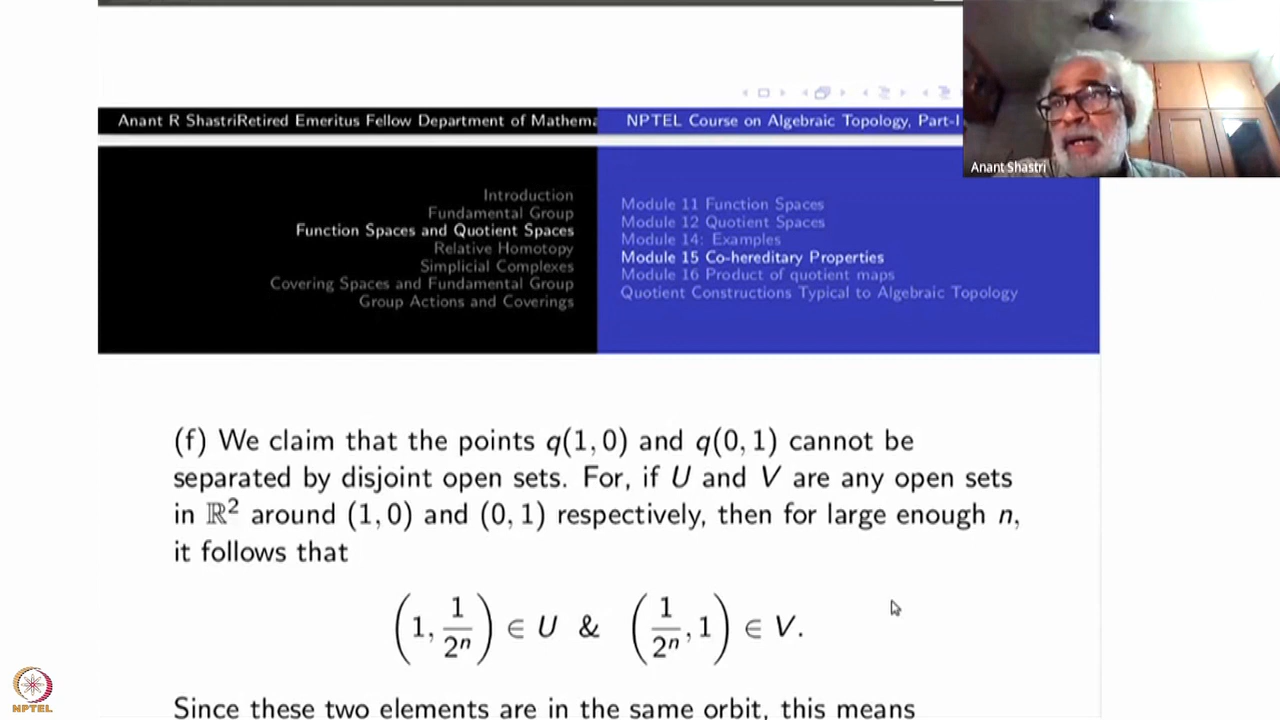 Anant R ShastriRetired Emeritus Fellow Department of Mathema
NPTEL Course on Algebraic Topology, Part-I
Anant Shastri
Introduction
Fundamental Group
Function Spaces and Quotient Spaces
Relative Homotopy
Simplicial Complexes
Covering Spaces and Fundamental Group
Group Actions and Coverings
Module 11 Function Spaces
Module 12 Quotient Spaces
Module 14: Examples
Module 15 Co-hereditary Properties
Module 16 Product of quotient maps
Quotient Constructions Typical to Algebraic Topology
(f) We claim that the points q(1, 0) and q(0, 1) cannot be
separated by disjoint open sets. For, if U and V are any open sets
in ℝ² around (1, 0) and (0, 1) respectively, then for large enough n,
it follows that
(1, 1/2ⁿ) ∈ U & (1/2ⁿ, 1) ∈ V.
Since these two elements are in the same orbit, this means
NPTEL